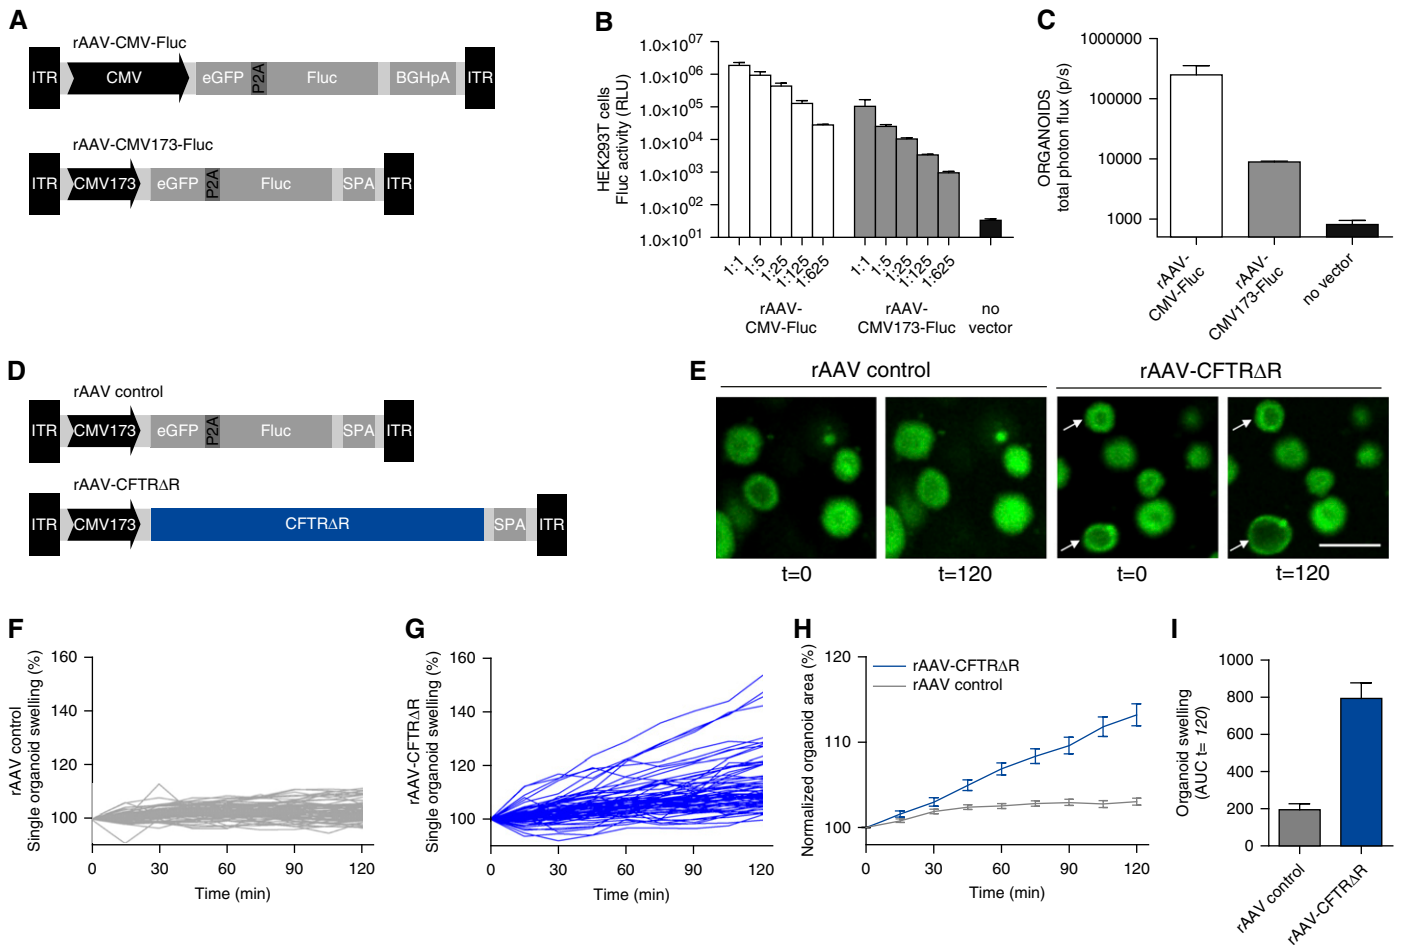 A
rAAV-CMV-Fluc
ITR CMV eGFP P2A Fluc BGHpA ITR
rAAV-CMV173-Fluc
ITR CMV173 eGFP P2A Fluc SPA ITR
B
HEK293T cells
Fluc activity (RLU)
1.0×10^07
1.0×10^06
1.0×10^05
1.0×10^04
1.0×10^03
1.0×10^02
1.0×10^01
1:1 1:5 1:25 1:125 1:625 1:1 1:5 1:25 1:125 1:625
rAAV-
CMV-Fluc
rAAV-
CMV173-Fluc
no
vector
C
ORGANOIDS
total photon flux (p/s)
1000000
100000
10000
1000
rAAV-
CMV-Fluc
rAAV-
CMV173-Fluc
no vector
D
rAAV control
ITR CMV173 eGFP P2A Fluc SPA ITR
rAAV-CFTRΔR
ITR CMV173 CFTRΔR SPA ITR
E
rAAV control
rAAV-CFTRΔR
t=0 t=120 t=0 t=120
F
rAAV control
Single organoid swelling (%)
160
140
120
100
0 30 60 90 120
Time (min)
G
rAAV-CFTRΔR
Single organoid swelling (%)
160
140
120
100
0 30 60 90 120
Time (min)
H
Normalized organoid area (%)
120
110
100
rAAV-CFTRΔR
rAAV control
0 30 60 90 120
Time (min)
I
Organoid swelling
(AUC t= 120)
1000
800
600
400
200
0
rAAV control
rAAV-CFTRΔR